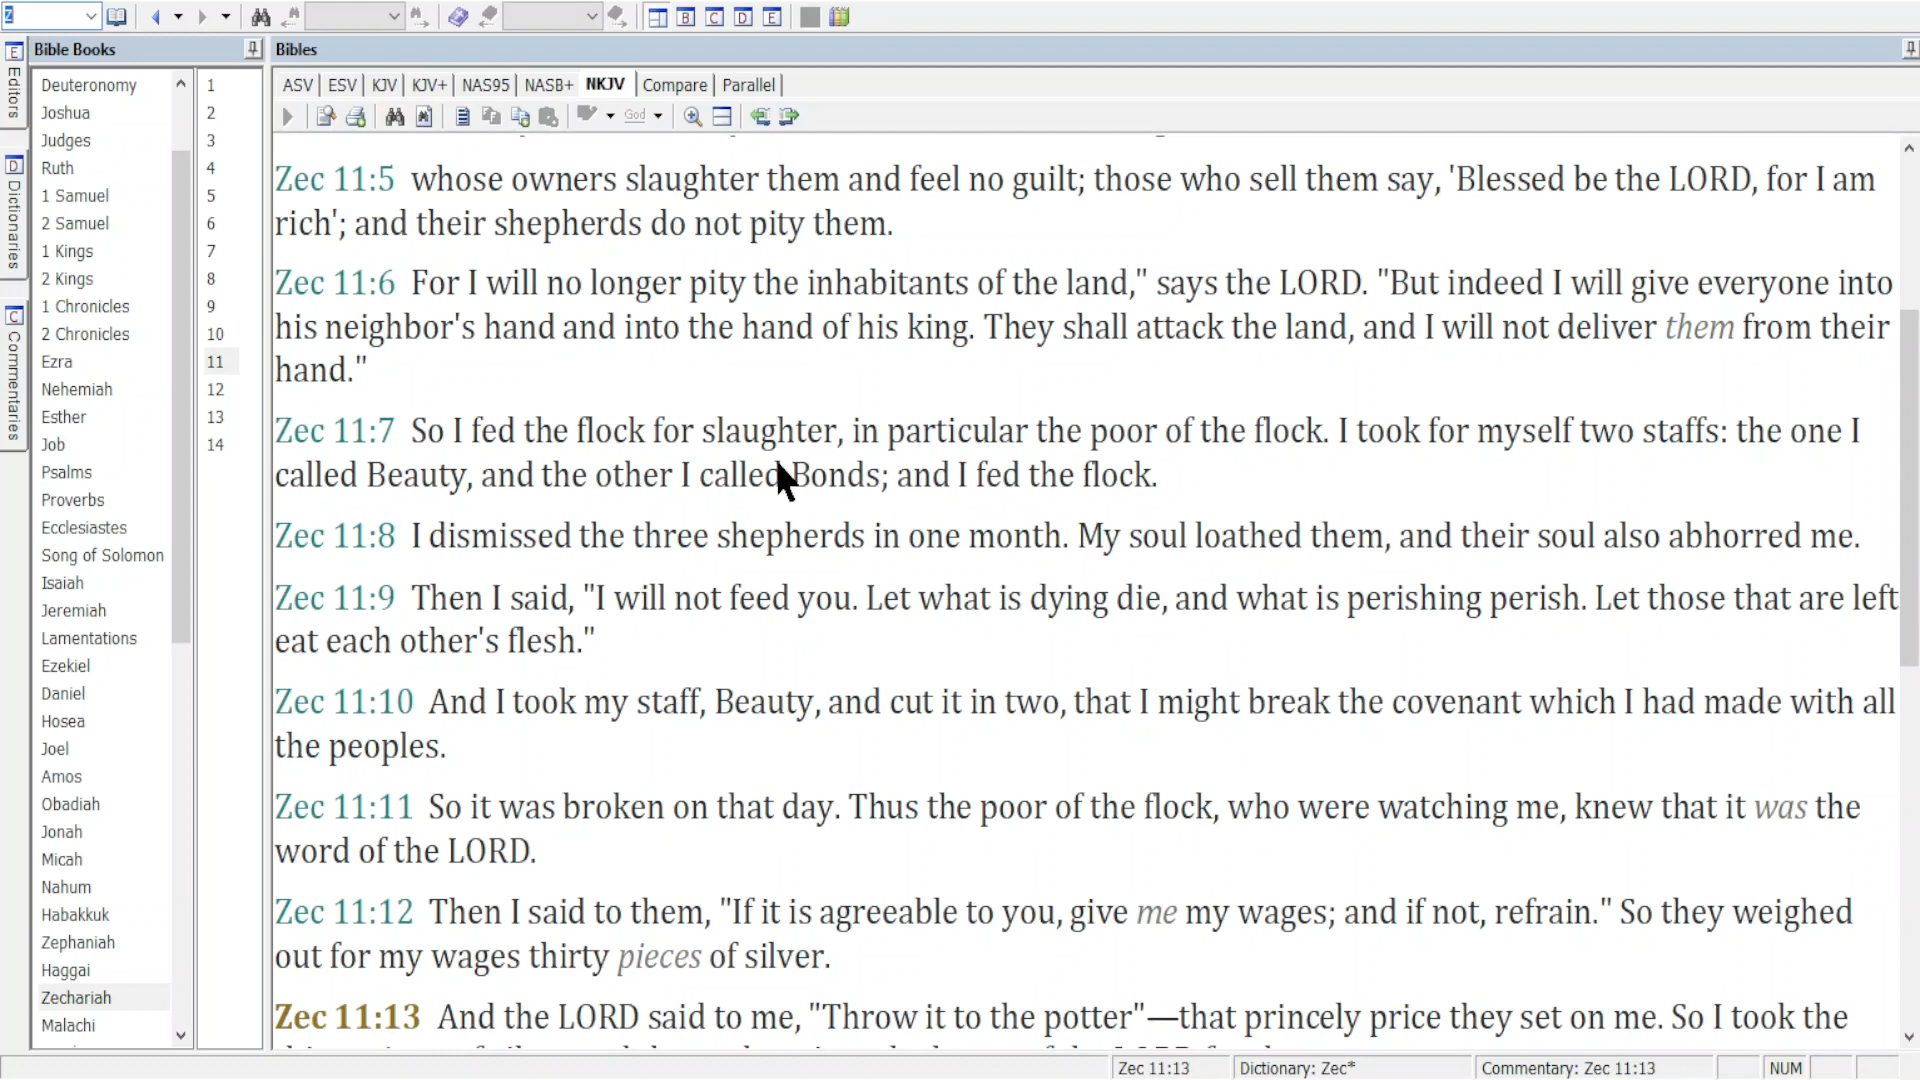 Z
B C D E
E Editors
D Dictionaries
C Commentaries
Bible Books
Deuteronomy
Joshua
Judges
Ruth
1 Samuel
2 Samuel
1 Kings
2 Kings
1 Chronicles
2 Chronicles
Ezra
Nehemiah
Esther
Job
Psalms
Proverbs
Ecclesiastes
Song of Solomon
Isaiah
Jeremiah
Lamentations
Ezekiel
Daniel
Hosea
Joel
Amos
Obadiah
Jonah
Micah
Nahum
Habakkuk
Zephaniah
Haggai
Zechariah
Malachi
1
2
3
4
5
6
7
8
9
10
11
12
13
14
Bibles
ASV ESV KJV KJV+ NAS95 NASB+ NKJV Compare Parallel
God
Zec 11:5 whose owners slaughter them and feel no guilt; those who sell them say, 'Blessed be the LORD, for I am
rich'; and their shepherds do not pity them.
Zec 11:6 For I will no longer pity the inhabitants of the land," says the LORD. "But indeed I will give everyone into
his neighbor's hand and into the hand of his king. They shall attack the land, and I will not deliver them from their
hand."
Zec 11:7 So I fed the flock for slaughter, in particular the poor of the flock. I took for myself two staffs: the one I
called Beauty, and the other I called Bonds; and I fed the flock.
Zec 11:8 I dismissed the three shepherds in one month. My soul loathed them, and their soul also abhorred me.
Zec 11:9 Then I said, "I will not feed you. Let what is dying die, and what is perishing perish. Let those that are left
eat each other's flesh."
Zec 11:10 And I took my staff, Beauty, and cut it in two, that I might break the covenant which I had made with all
the peoples.
Zec 11:11 So it was broken on that day. Thus the poor of the flock, who were watching me, knew that it was the
word of the LORD.
Zec 11:12 Then I said to them, "If it is agreeable to you, give me my wages; and if not, refrain." So they weighed
out for my wages thirty pieces of silver.
Zec 11:13 And the LORD said to me, "Throw it to the potter"—that princely price they set on me. So I took the
Zec 11:13 Dictionary: Zec* Commentary: Zec 11:13 NUM